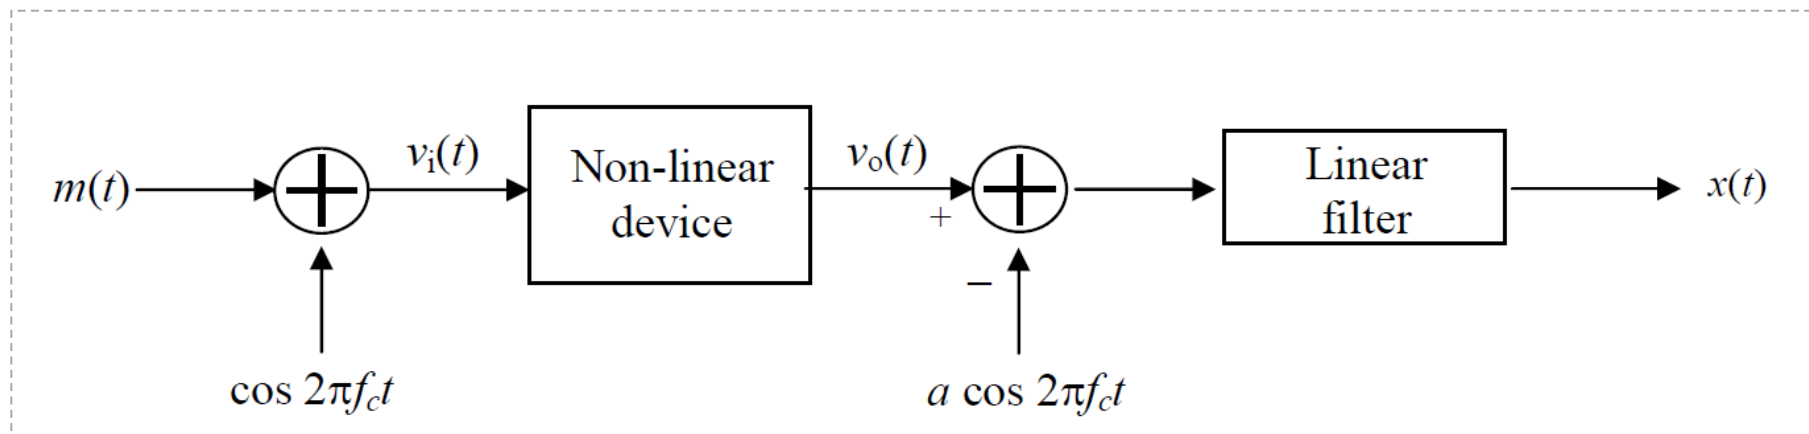 m(t)
vi(t)
Non-linear
device
vo(t)
+
−
Linear
filter
x(t)
cos 2πfct
a cos 2πfct